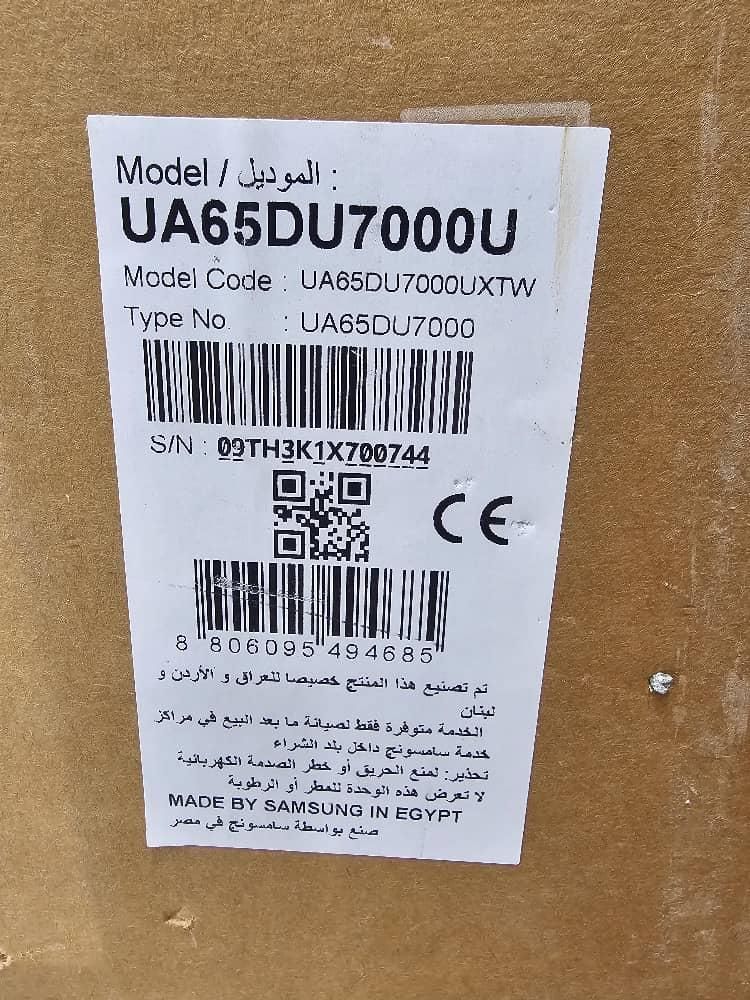 Model / الموديل :
UA65DU7000U
Model Code : UA65DU7000UXTW
Type No : UA65DU7000
S/N : 09TH3K1X700744
CE
8 806095 494685
تم تصنيع هذا المنتج خصيصا للعراق و الأردن و
لبنان
الخدمة متوفرة فقط لصيانة ما بعد البيع في مراكز
خدمة سامسونج داخل بلد الشراء
تحذير: لمنع الحريق أو خطر الصدمة الكهربائية
لا تعرض هذه الوحدة للمطر أو الرطوبة
MADE BY SAMSUNG IN EGYPT
صنع بواسطة سامسونج في مصر